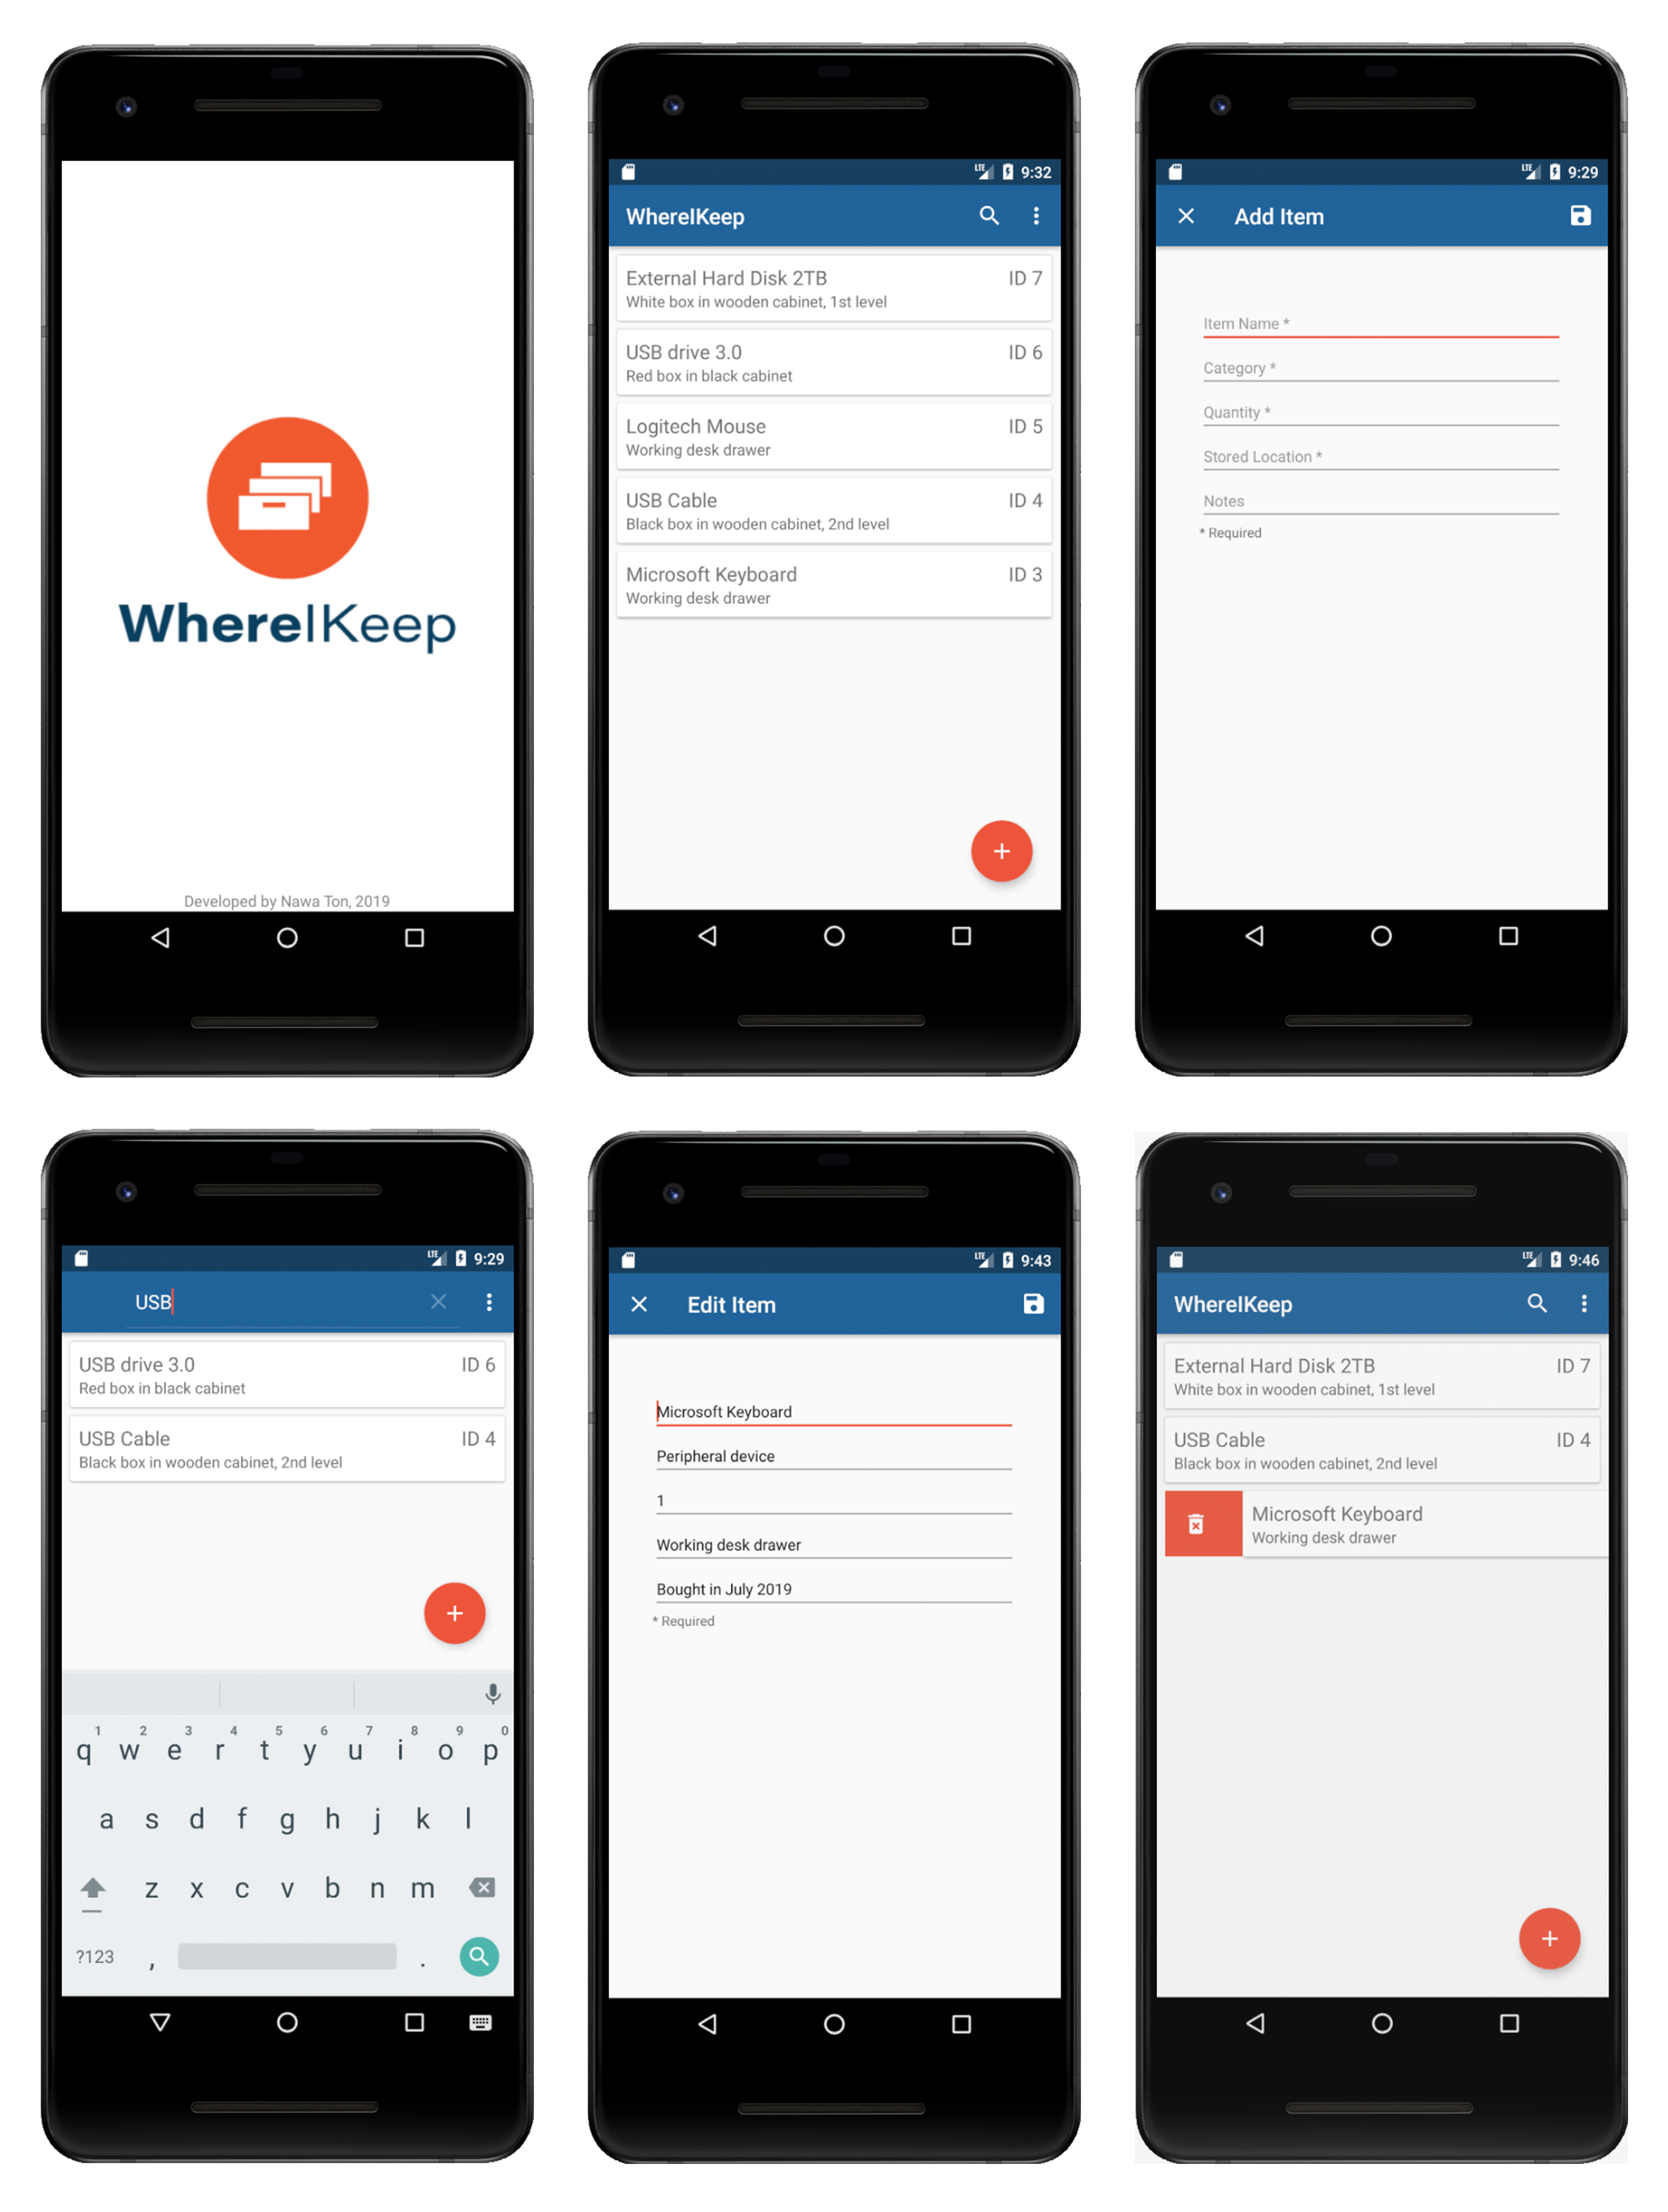 WhereIKeep
Developed by Nawa Ton, 2019
LTE 9:32
WhereIKeep
External Hard Disk 2TB ID 7
White box in wooden cabinet, 1st level
USB drive 3.0 ID 6
Red box in black cabinet
Logitech Mouse ID 5
Working desk drawer
USB Cable ID 4
Black box in wooden cabinet, 2nd level
Microsoft Keyboard ID 3
Working desk drawer
+
LTE 9:29
Add Item
Item Name *
Category *
Quantity *
Stored Location *
Notes
* Required
LTE 9:29
USB
USB drive 3.0 ID 6
Red box in black cabinet
USB Cable ID 4
Black box in wooden cabinet, 2nd level
+
1 2 3 4 5 6 7 8 9 0
q w e r t y u i o p
a s d f g h j k l
z x c v b n m
?123 , .
LTE 9:43
Edit Item
Microsoft Keyboard
Peripheral device
1
Working desk drawer
Bought in July 2019
* Required
LTE 9:46
WhereIKeep
External Hard Disk 2TB ID 7
White box in wooden cabinet, 1st level
USB Cable ID 4
Black box in wooden cabinet, 2nd level
Microsoft Keyboard
Working desk drawer
+